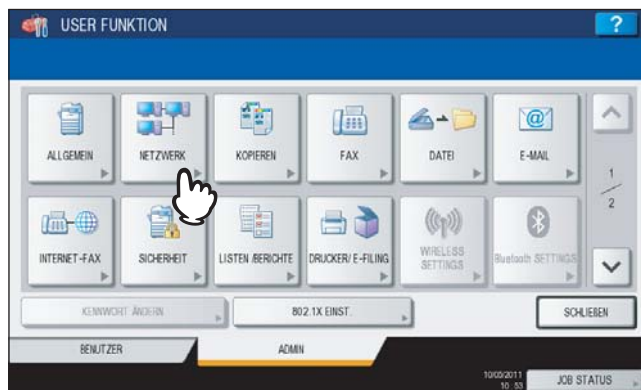 USER FUNKTION
?
ALLGEMEIN
NETZWERK
KOPIEREN
FAX
DATEI
E-MAIL
1
2
INTERNET-FAX
SICHERHEIT
LISTEN /BERICHTE
DRUCKER/ E-FILING
WIRELESS
SETTINGS
Bluetooth SETTINGS
KENNWORT ÄNDERN
802.1X EINST.
SCHLIEßEN
BENUTZER
ADMIN
10/03/2011
10 53
JOB STATUS